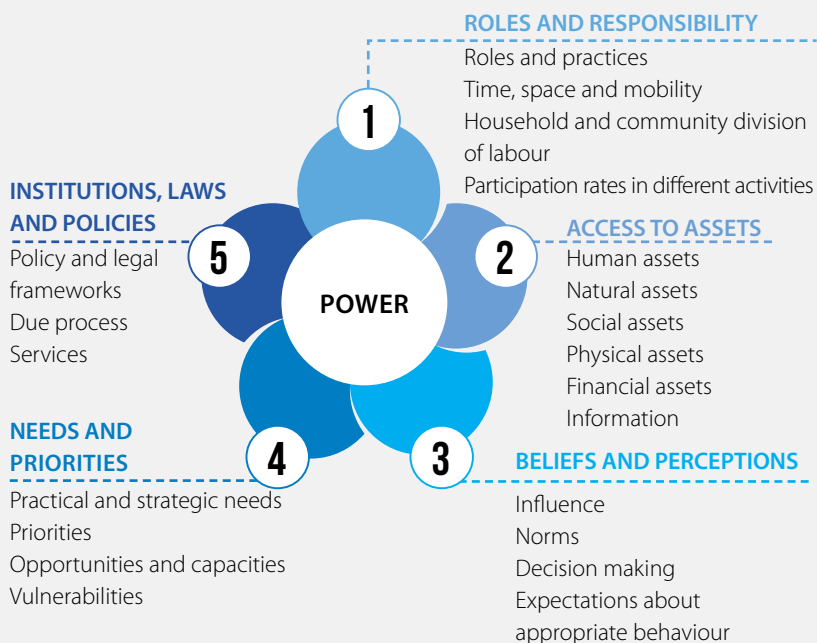 ROLES AND RESPONSIBILITY
Roles and practices
Time, space and mobility
Household and community division
of labour
Participation rates in different activities
1
INSTITUTIONS, LAWS
AND POLICIES
Policy and legal
frameworks
Due process
Services
5
POWER
2
ACCESS TO ASSETS
Human assets
Natural assets
Social assets
Physical assets
Financial assets
Information
NEEDS AND
PRIORITIES
Practical and strategic needs
Priorities
Opportunities and capacities
Vulnerabilities
4
3
BELIEFS AND PERCEPTIONS
Influence
Norms
Decision making
Expectations about
appropriate behaviour